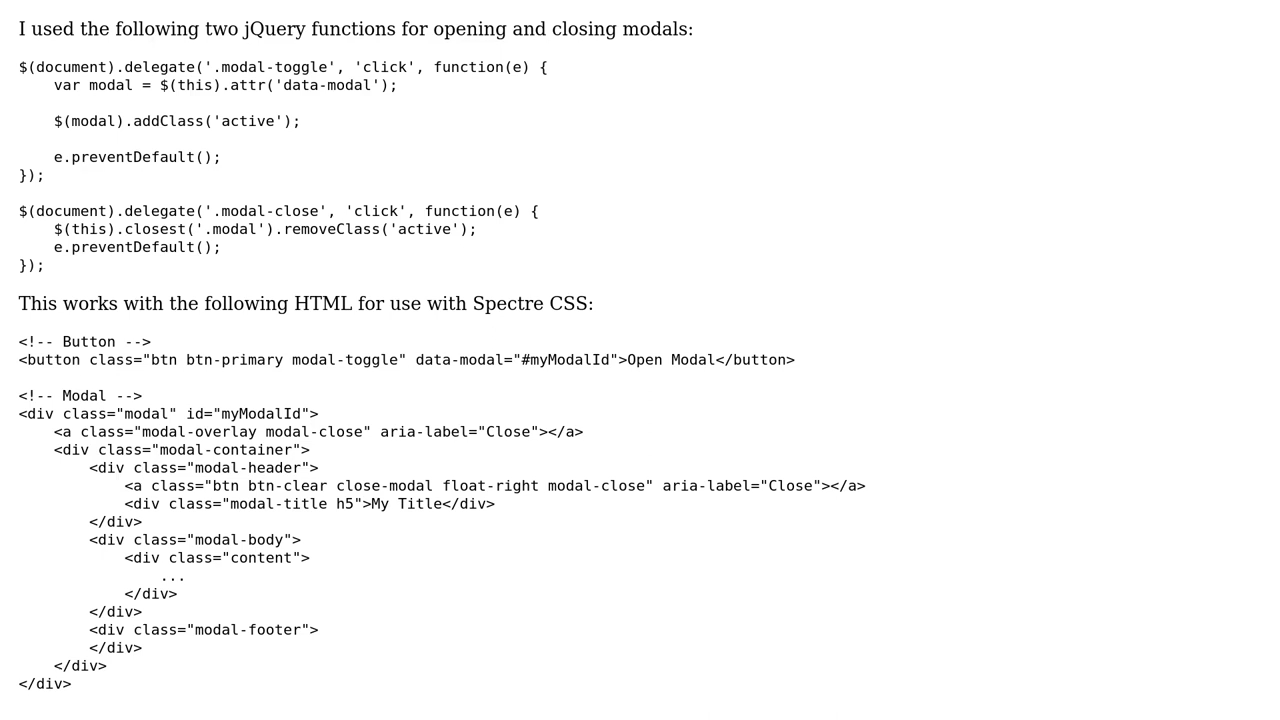 I used the following two jQuery functions for opening and closing modals:
$(document).delegate('.modal-toggle', 'click', function(e) {
    var modal = $(this).attr('data-modal');

    $(modal).addClass('active');

    e.preventDefault();
});

$(document).delegate('.modal-close', 'click', function(e) {
    $(this).closest('.modal').removeClass('active');
    e.preventDefault();
});
This works with the following HTML for use with Spectre CSS:
<!-- Button -->
<button class="btn btn-primary modal-toggle" data-modal="#myModalId">Open Modal</button>

<!-- Modal -->
<div class="modal" id="myModalId">
    <a class="modal-overlay modal-close" aria-label="Close"></a>
    <div class="modal-container">
        <div class="modal-header">
            <a class="btn btn-clear close-modal float-right modal-close" aria-label="Close"></a>
            <div class="modal-title h5">My Title</div>
        </div>
        <div class="modal-body">
            <div class="content">
                ...
            </div>
        </div>
        <div class="modal-footer">
        </div>
    </div>
</div>